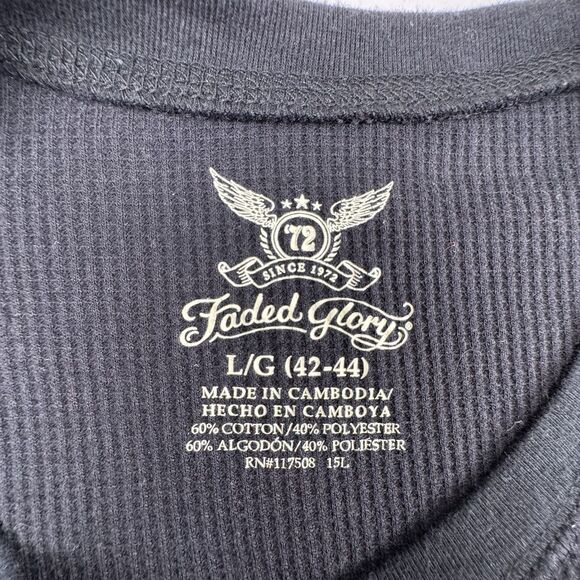 '72
SINCE 1972
Faded Glory®
L/G (42-44)
MADE IN CAMBODIA/
HECHO EN CAMBOYA
60% COTTON/40% POLYESTER
60% ALGODÓN/40% POLIÉSTER
RN#117508 15L